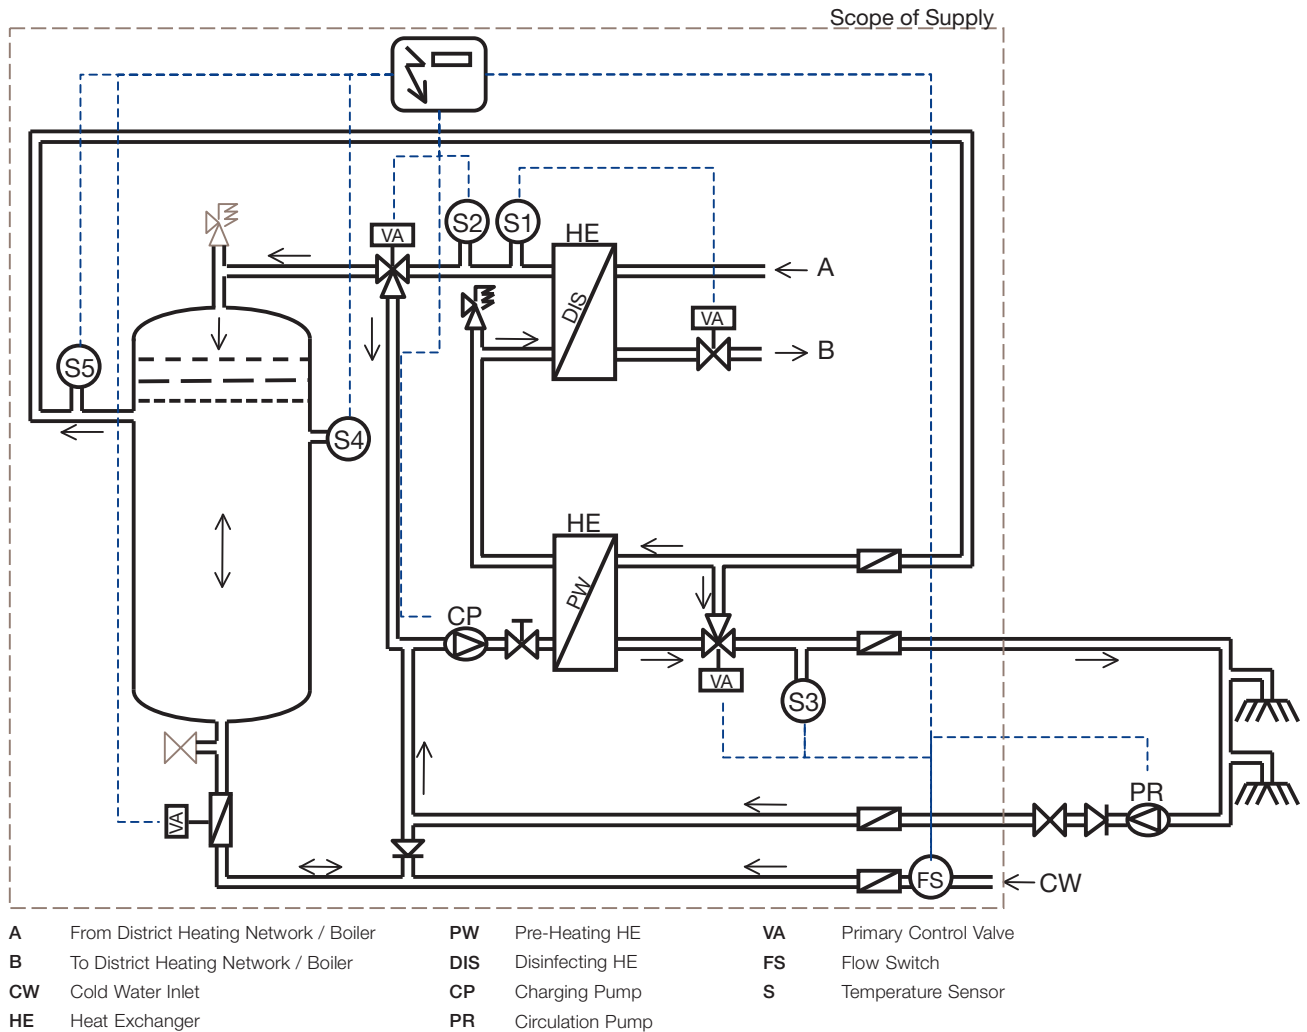 Scope of Supply
S2
S1
VA
HE
A
DIS
VA
B
S5
S4
HE
PW
CP
VA
S3
PR
VA
FS
CW
A From District Heating Network / Boiler
B To District Heating Network / Boiler
CW Cold Water Inlet
HE Heat Exchanger
PW Pre-Heating HE
DIS Disinfecting HE
CP Charging Pump
PR Circulation Pump
VA Primary Control Valve
FS Flow Switch
S Temperature Sensor